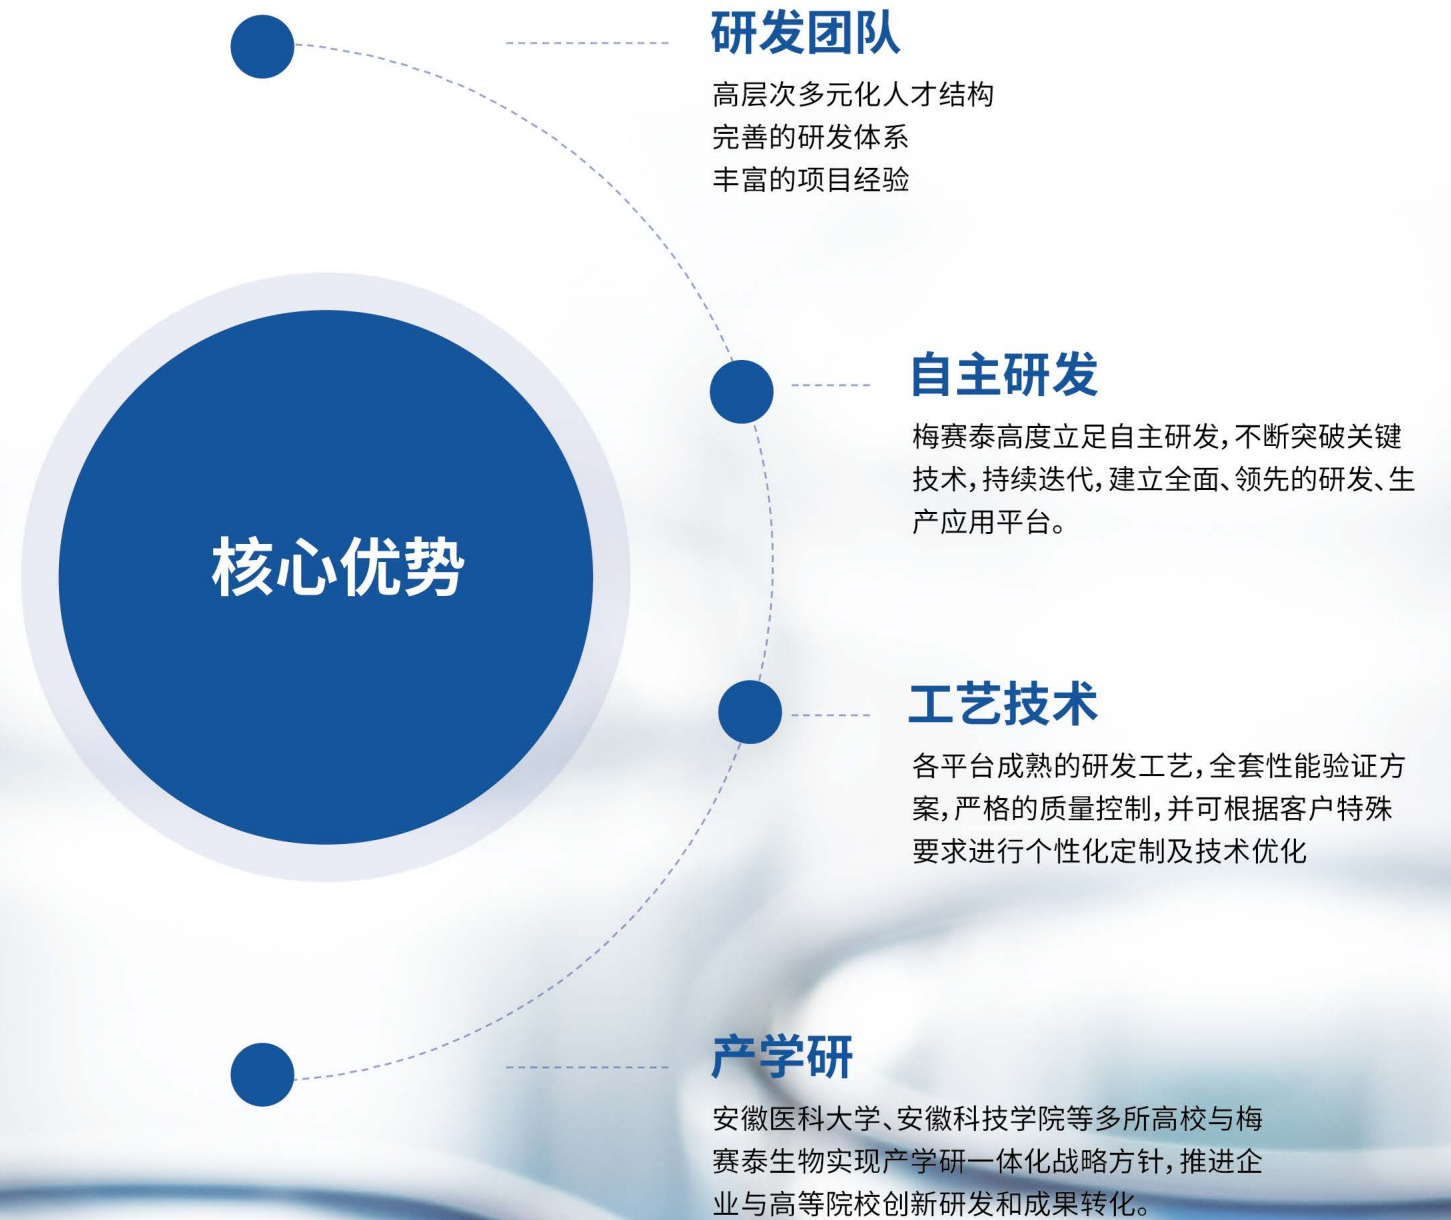 研发团队
高层次多元化人才结构
完善的研发体系
丰富的项目经验
自主研发
梅赛泰高度立足自主研发，不断突破关键
技术，持续迭代，建立全面、领先的研发、生
产应用平台。
核心优势
工艺技术
各平台成熟的研发工艺，全套性能验证方
案，严格的质量控制，并可根据客户特殊
要求进行个性化定制及技术优化
产学研
安徽医科大学、安徽科技学院等多所高校与梅
赛泰生物实现产学研一体化战略方针，推进企
业与高等院校创新研发和成果转化。